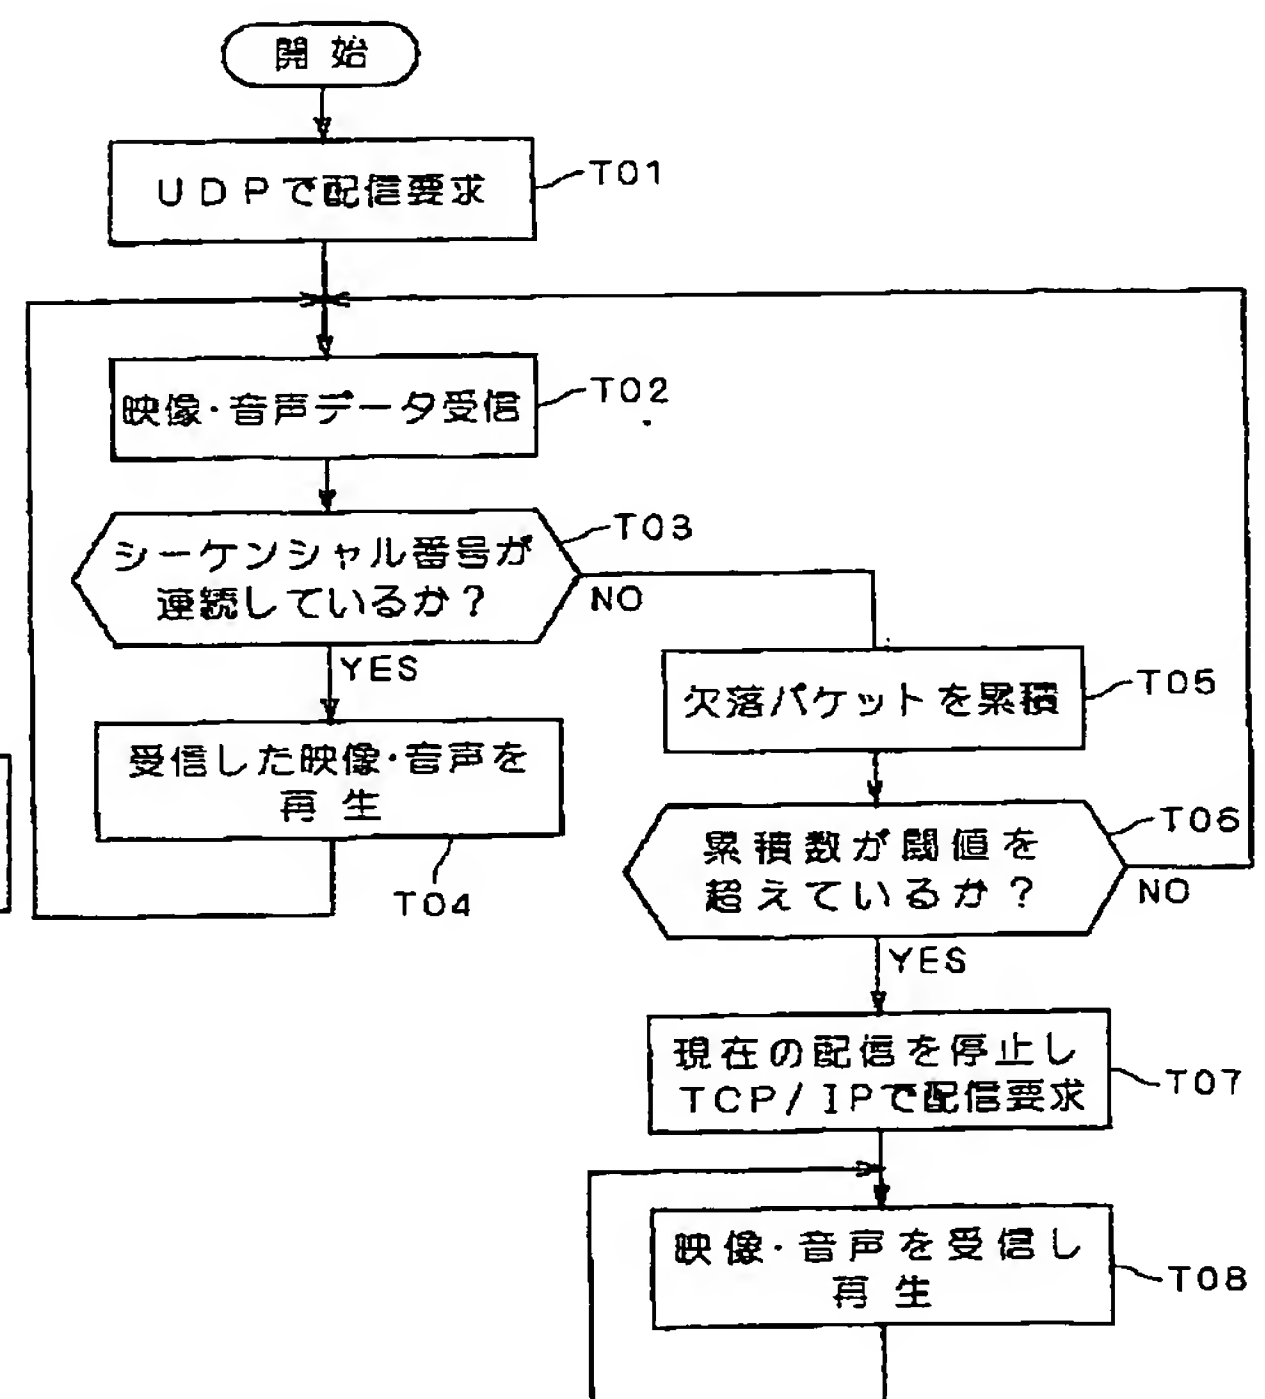 開始
UDPで配信要求
T01
映像・音声データ受信
T02
シーケンシャル番号が
連続しているか?
T03
NO
YES
受信した映像・音声を
再生
T04
欠落パケットを累積
T05
累積数が閾値を
超えているか?
T06
NO
YES
現在の配信を停止し
TCP/IPで配信要求
T07
映像・音声を受信し
再生
T08